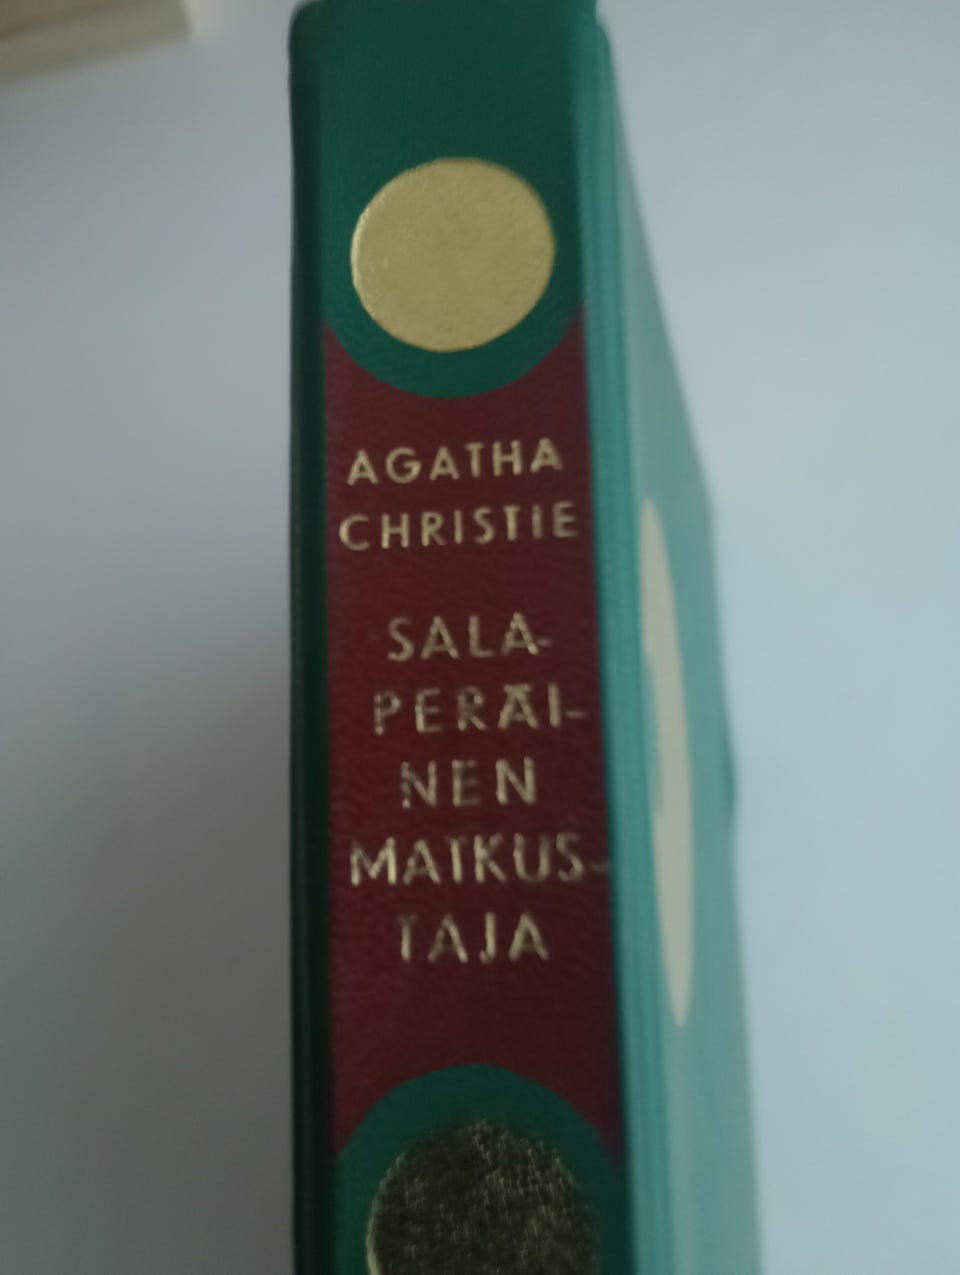 AGATHA
CHRISTIE
SALA-
PERÄI-
NEN
MATKUS-
TAJA